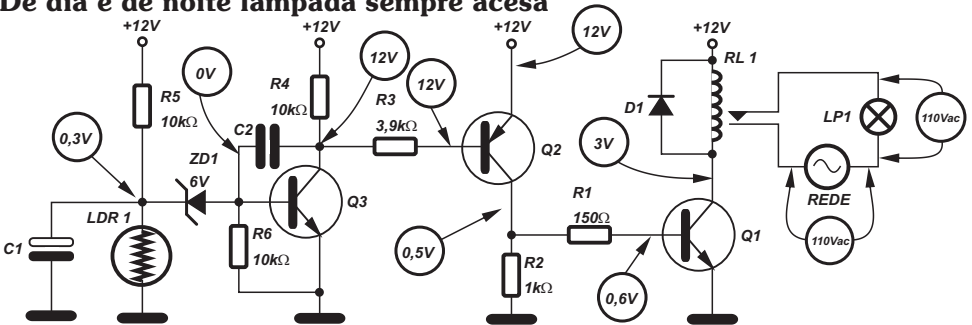 De dia e de noite lâmpada sempre acesa
+12V
+12V
+12V
+12V
12V
0V
12V
12V
RL 1
R4
10kΩ
R5
10kΩ
R3
3,9kΩ
D1
LP1
110Vac
C2
0,3V
ZD1
6V
Q2
3V
Q3
REDE
LDR 1
R1
150Ω
C1
R6
10kΩ
0,5V
Q1
110Vac
R2
1kΩ
0,6V